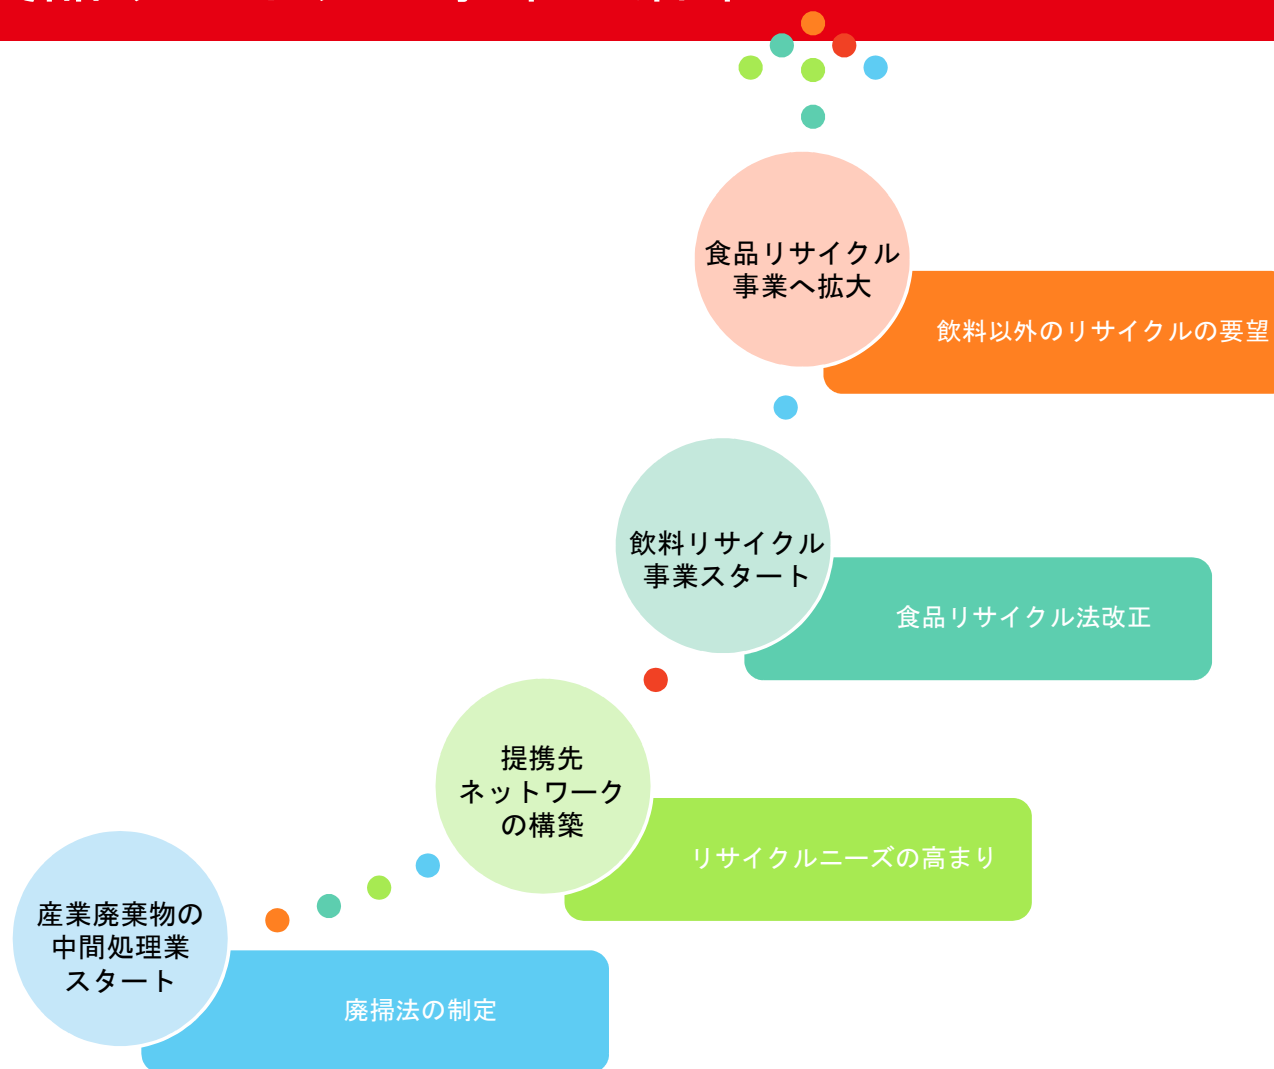 食品リサイクル
事業へ拡大
飲料以外のリサイクルの要望
飲料リサイクル
事業スタート
食品リサイクル法改正
提携先
ネットワーク
の構築
リサイクルニーズの高まり
産業廃棄物の
中間処理業
スタート
廃掃法の制定